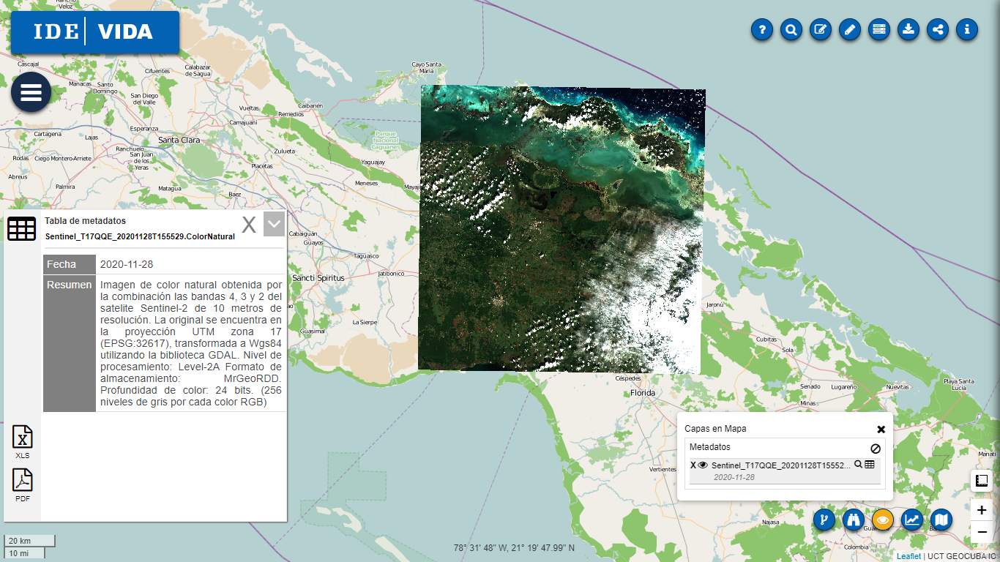 Rancho
Veloz
IDE VIDA
Cascajal
Cifuentes
Calabazar
de Sagua
Cayo Santa
María
Manacas
Santo
Domingo
San Diego
del Valle
Vueltas
Caibarién
Remedios
Camajuaní
Esperanza
Cartagena
Lajas
Santa Clara
Parque
Nacional
Caguanes
Ranchuelo
Zulueta
Rodas
Ciego Montero-Arriete
San Juan
de los
Yeras
Placetas
Yaguajay
Abreus
Palmira
Matagua
Baez
Meneses
Mayaj
Tabla de metadatos
X
Sentinel_T17QQE_20201128T155529.ColorNatural
Cabaiguán
Guayos
Taguasco
Jatibonico
Sancti Spiritus
Fecha 2020-11-28
Resumen Imagen de color natural obtenida por
la combinación las bandas 4, 3 y 2 del
satelite Sentinel-2 de 10 metros de
resolución. La original se encuentra en
la proyección UTM zona 17
(EPSG:32617), transformada a Wgs84
utilizando la biblioteca GDAL. Nivel de
procesamiento: Level-2A Formato de
almacenamiento: MrGeoRDD.
Profundidad de color: 24 bits. (256
niveles de gris por cada color RGB)
La Sierpe
Guasimal
Jaronú
Cubitas
Sola
Céspedes
Florida
Senado
Lugareño
Nuevitas
Playa Santa
Lucia
Minas
XLS
PDF
Capas en Mapa
Metadatos
X Sentinel_T17QQE_20201128T15552...
2020-11-28
Vertientes
Manatí
Najasa
Guá
Colombia
+
−
20 km
10 mi
78° 31' 48" W, 21° 19' 47.99" N
Leaflet | UCT GEOCUBA IC